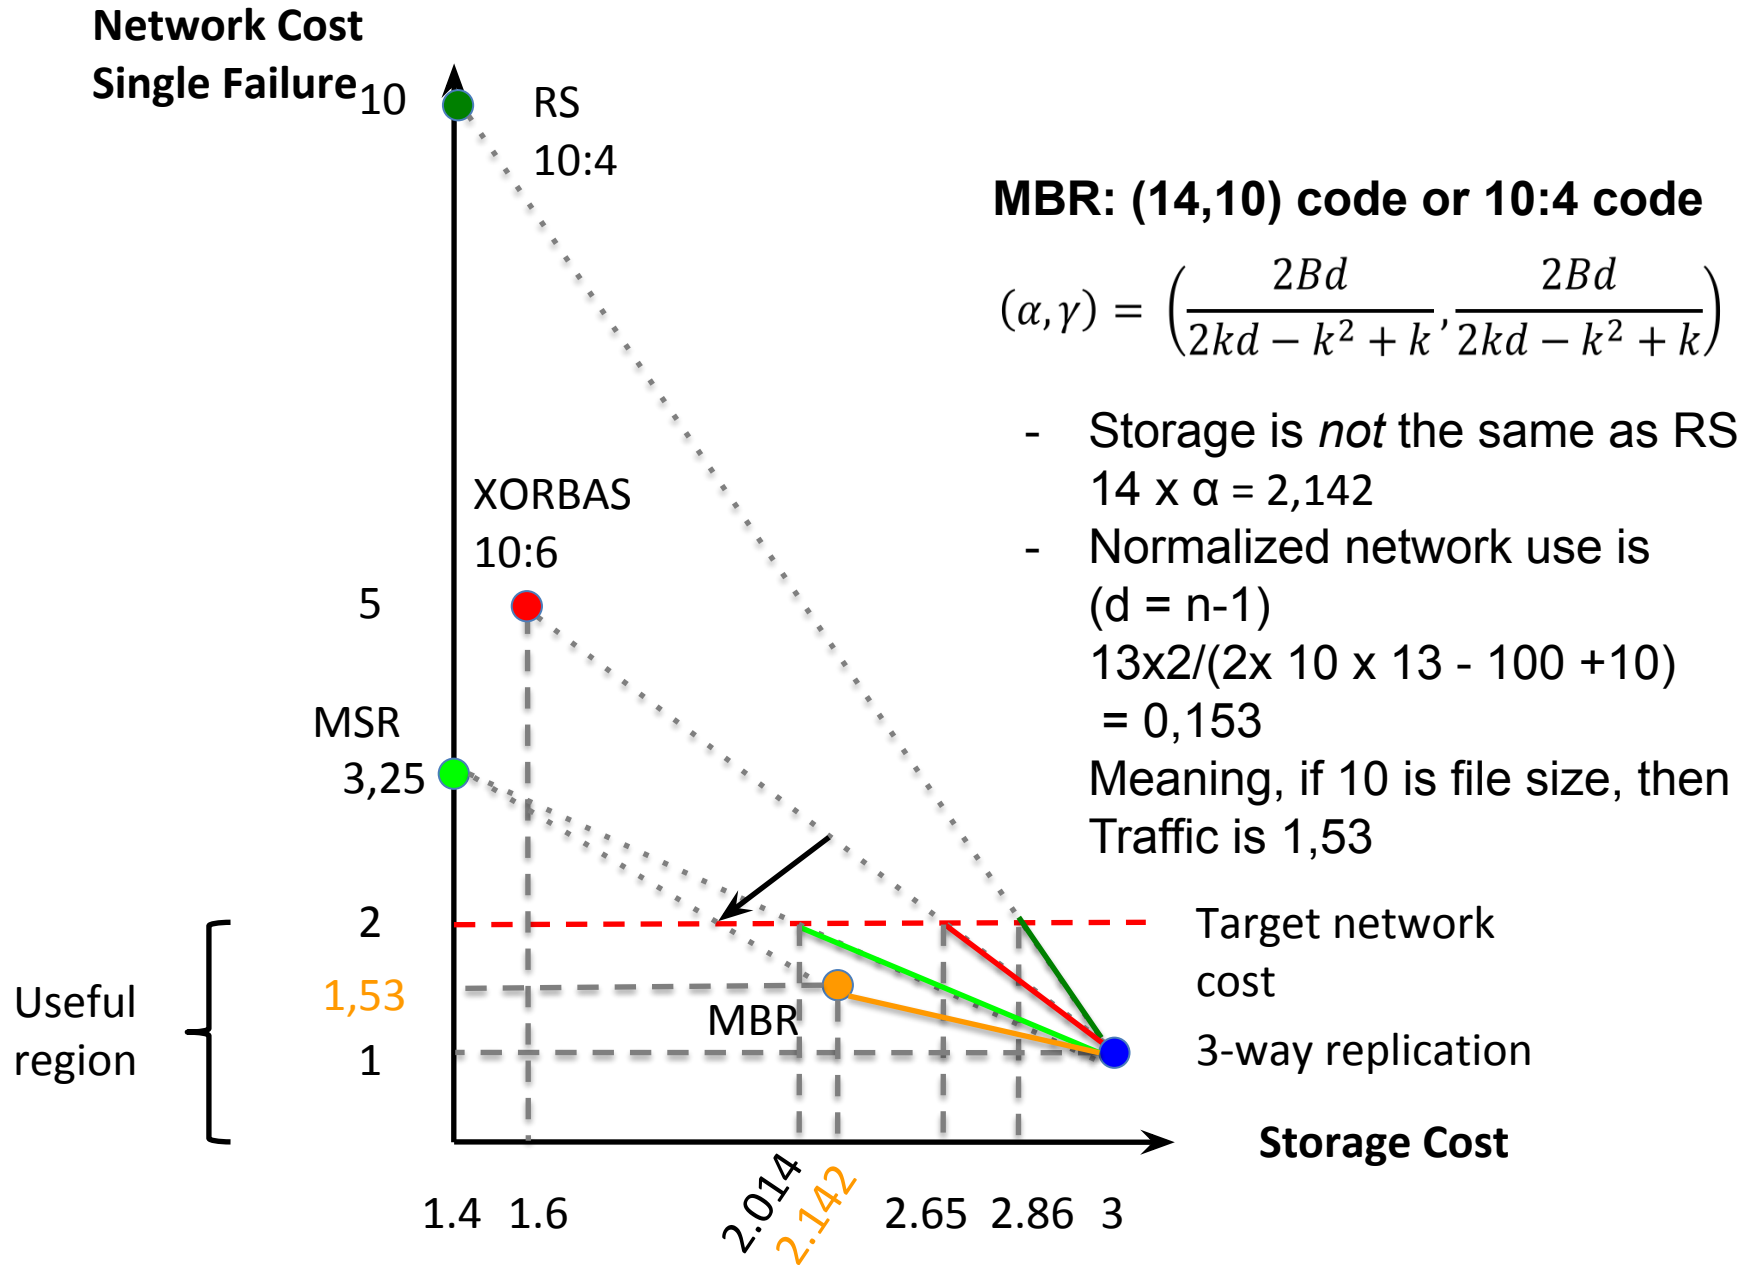 Network Cost
Single Failure
10
RS
10:4
MBR: (14,10) code or 10:4 code
(α,γ) = (2Bd / 2kd − k² + k, 2Bd / 2kd − k² + k)
- Storage is not the same as RS
14 x α = 2,142
- Normalized network use is
(d = n-1)
13x2/(2x 10 x 13 - 100 +10)
= 0,153
Meaning, if 10 is file size, then
Traffic is 1,53
XORBAS
10:6
5
MSR
3,25
2
Target network
cost
1,53
MBR
Useful
region
1
3-way replication
Storage Cost
1.4
1.6
2.014
2.142
2.65
2.86
3